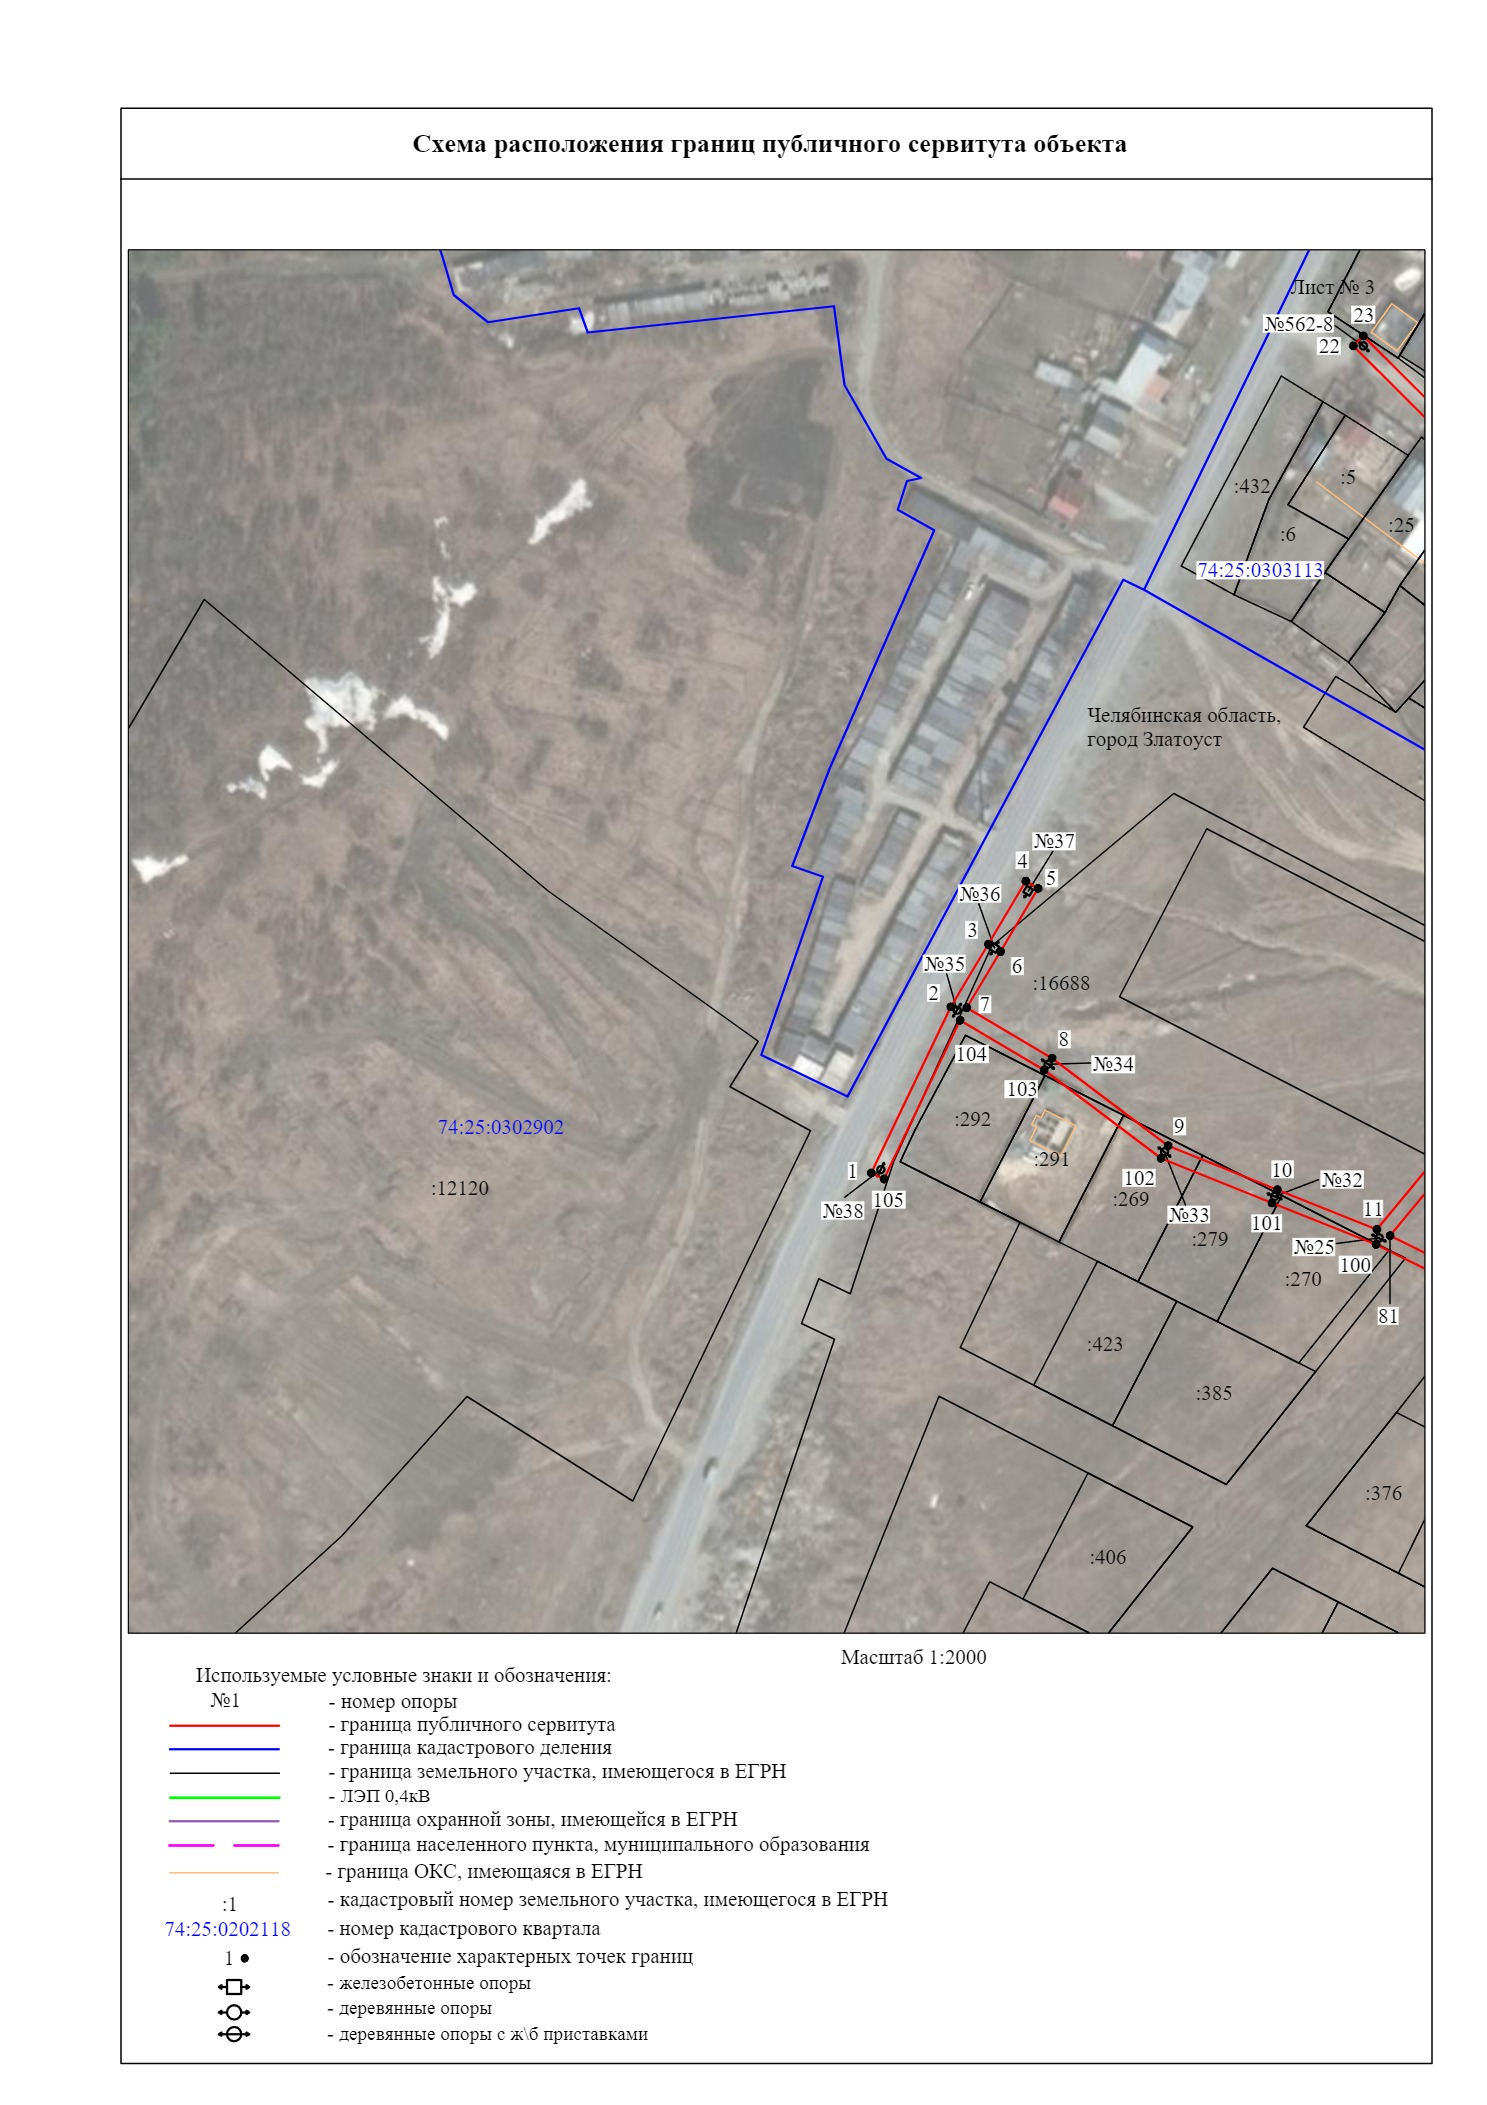 Схема расположения границ публичного сервитута объекта
Лист № 3
23
№562-8
22
:5
:432
:25
:6
74:25:0303113
Челябинская область,
город Златоуст
№37
4
5
№36
3
№35
6
:16688
2
7
8
104
№34
103
:292
9
74:25:0302902
:291
1
102
10
№32
:12120
:269
105
11
№38
№33
101
:279
№25
100
:270
81
:423
:385
:376
:406
Масштаб 1:2000
Используемые условные знаки и обозначения:
№1 - номер опоры
- граница публичного сервитута
- граница кадастрового деления
- граница земельного участка, имеющегося в ЕГРН
- ЛЭП 0,4кВ
- граница охранной зоны, имеющейся в ЕГРН
- граница населенного пункта, муниципального образования
- граница ОКС, имеющаяся в ЕГРН
:1 - кадастровый номер земельного участка, имеющегося в ЕГРН
74:25:0202118 - номер кадастрового квартала
1 - обозначение характерных точек границ
- железобетонные опоры
- деревянные опоры
- деревянные опоры с ж\б приставками